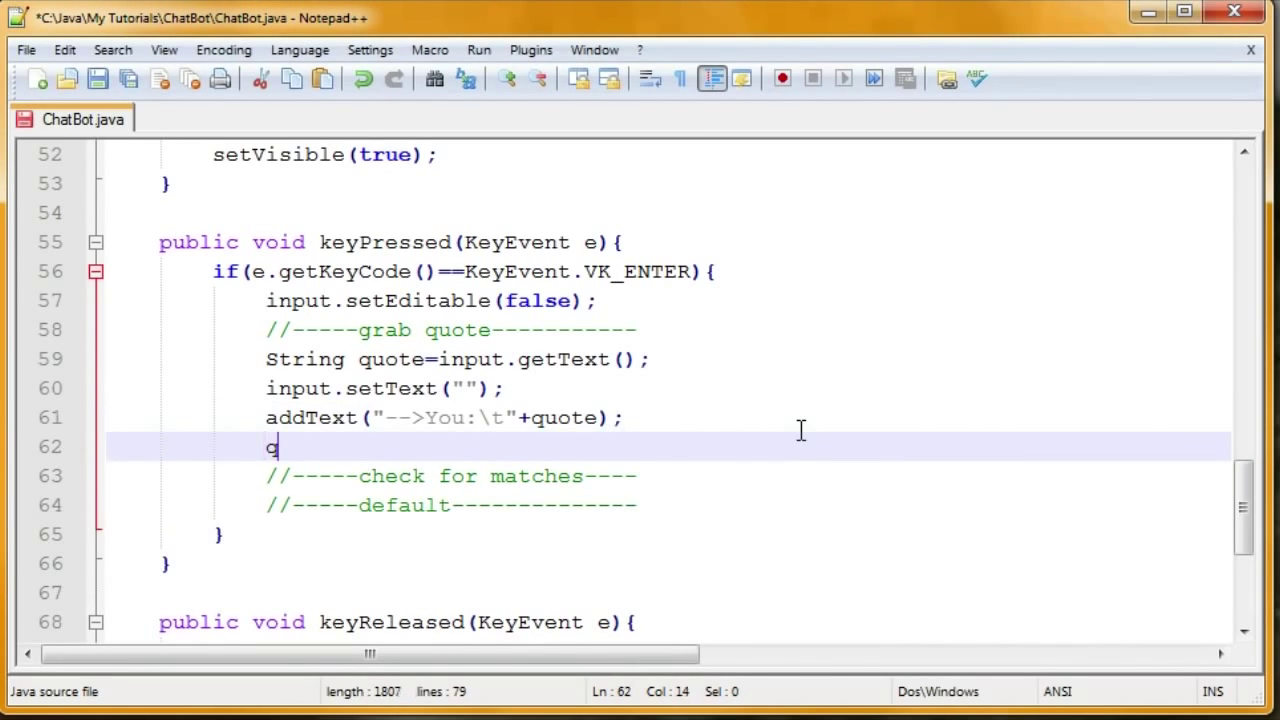 *C:\Java\My Tutorials\ChatBot\ChatBot.java - Notepad++
File Edit Search View Encoding Language Settings Macro Run Plugins Window ? X
ABC
ChatBot.java
52 setVisible(true);
53 }
54
55 public void keyPressed(KeyEvent e){
56 if(e.getKeyCode()==KeyEvent.VK_ENTER){
57 input.setEditable(false);
58 //-----grab quote-----------
59 String quote=input.getText();
60 input.setText("");
61 addText("-->You:\t"+quote);
62 q
63 //-----check for matches----
64 //-----default--------------
65 }
66 }
67
68 public void keyReleased(KeyEvent e){
Java source file length : 1807 lines : 79 Ln : 62 Col : 14 Sel : 0 Dos\Windows ANSI INS